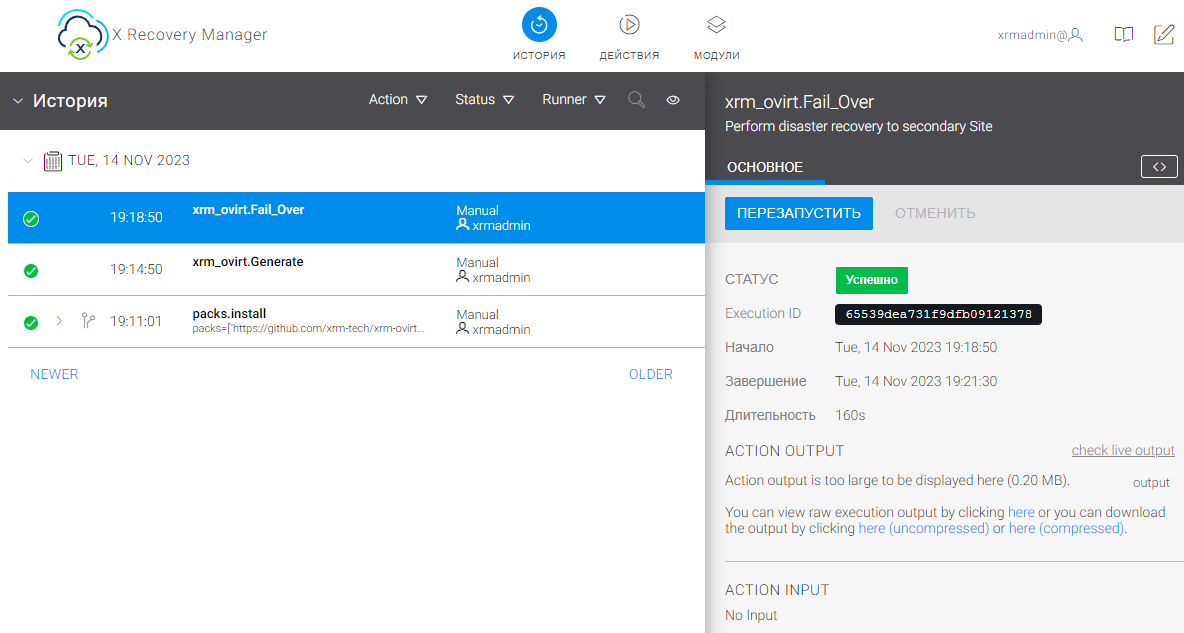 X Recovery Manager
ИСТОРИЯ
ДЕЙСТВИЯ
МОДУЛИ
xrmadmin@
История
Action
Status
Runner
TUE, 14 NOV 2023
19:18:50
xrm_ovirt.Fail_Over
Manual
xrmadmin
19:14:50
xrm_ovirt.Generate
Manual
xrmadmin
19:11:01
packs.install
packs=['https://github.com/xrm-tech/xrm-ovirt...
Manual
xrmadmin
NEWER
OLDER
xrm_ovirt.Fail_Over
Perform disaster recovery to secondary Site
ОСНОВНОЕ
<>
ПЕРЕЗАПУСТИТЬ
ОТМЕНИТЬ
СТАТУС
Успешно
Execution ID
65539dea731f9dfb09121378
Начало
Tue, 14 Nov 2023 19:18:50
Завершение
Tue, 14 Nov 2023 19:21:30
Длительность
160s
ACTION OUTPUT
check live output
Action output is too large to be displayed here (0.20 MB).
output
You can view raw execution output by clicking here or you can download
the output by clicking here (uncompressed) or here (compressed).
ACTION INPUT
No Input